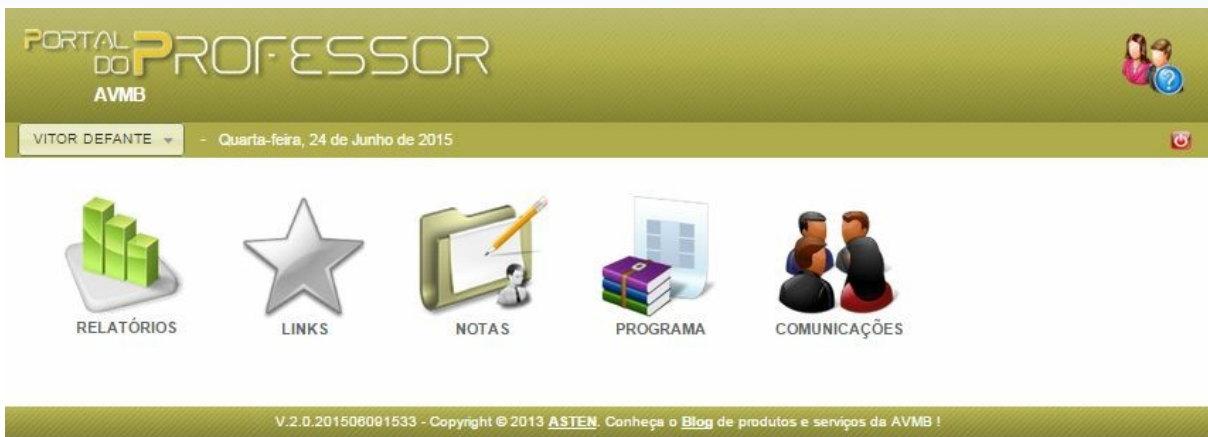 PORTAL
DO PROFESSOR
AVMB
VITOR DEFANTE - Quarta-feira, 24 de Junho de 2015
RELATÓRIOS LINKS NOTAS PROGRAMA COMUNICAÇÕES
V.2.0.201506091533 - Copyright © 2013 ASTEN. Conheça o Blog de produtos e serviços da AVMB !